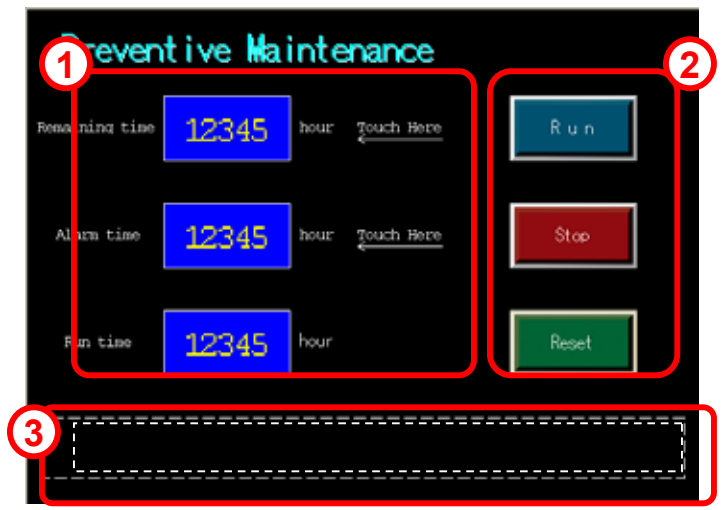 Preventive Maintenance
1
2
Remaining time 12345 hour Touch Here Run
Alarm time 12345 hour Touch Here Stop
Run time 12345 hour Reset
3